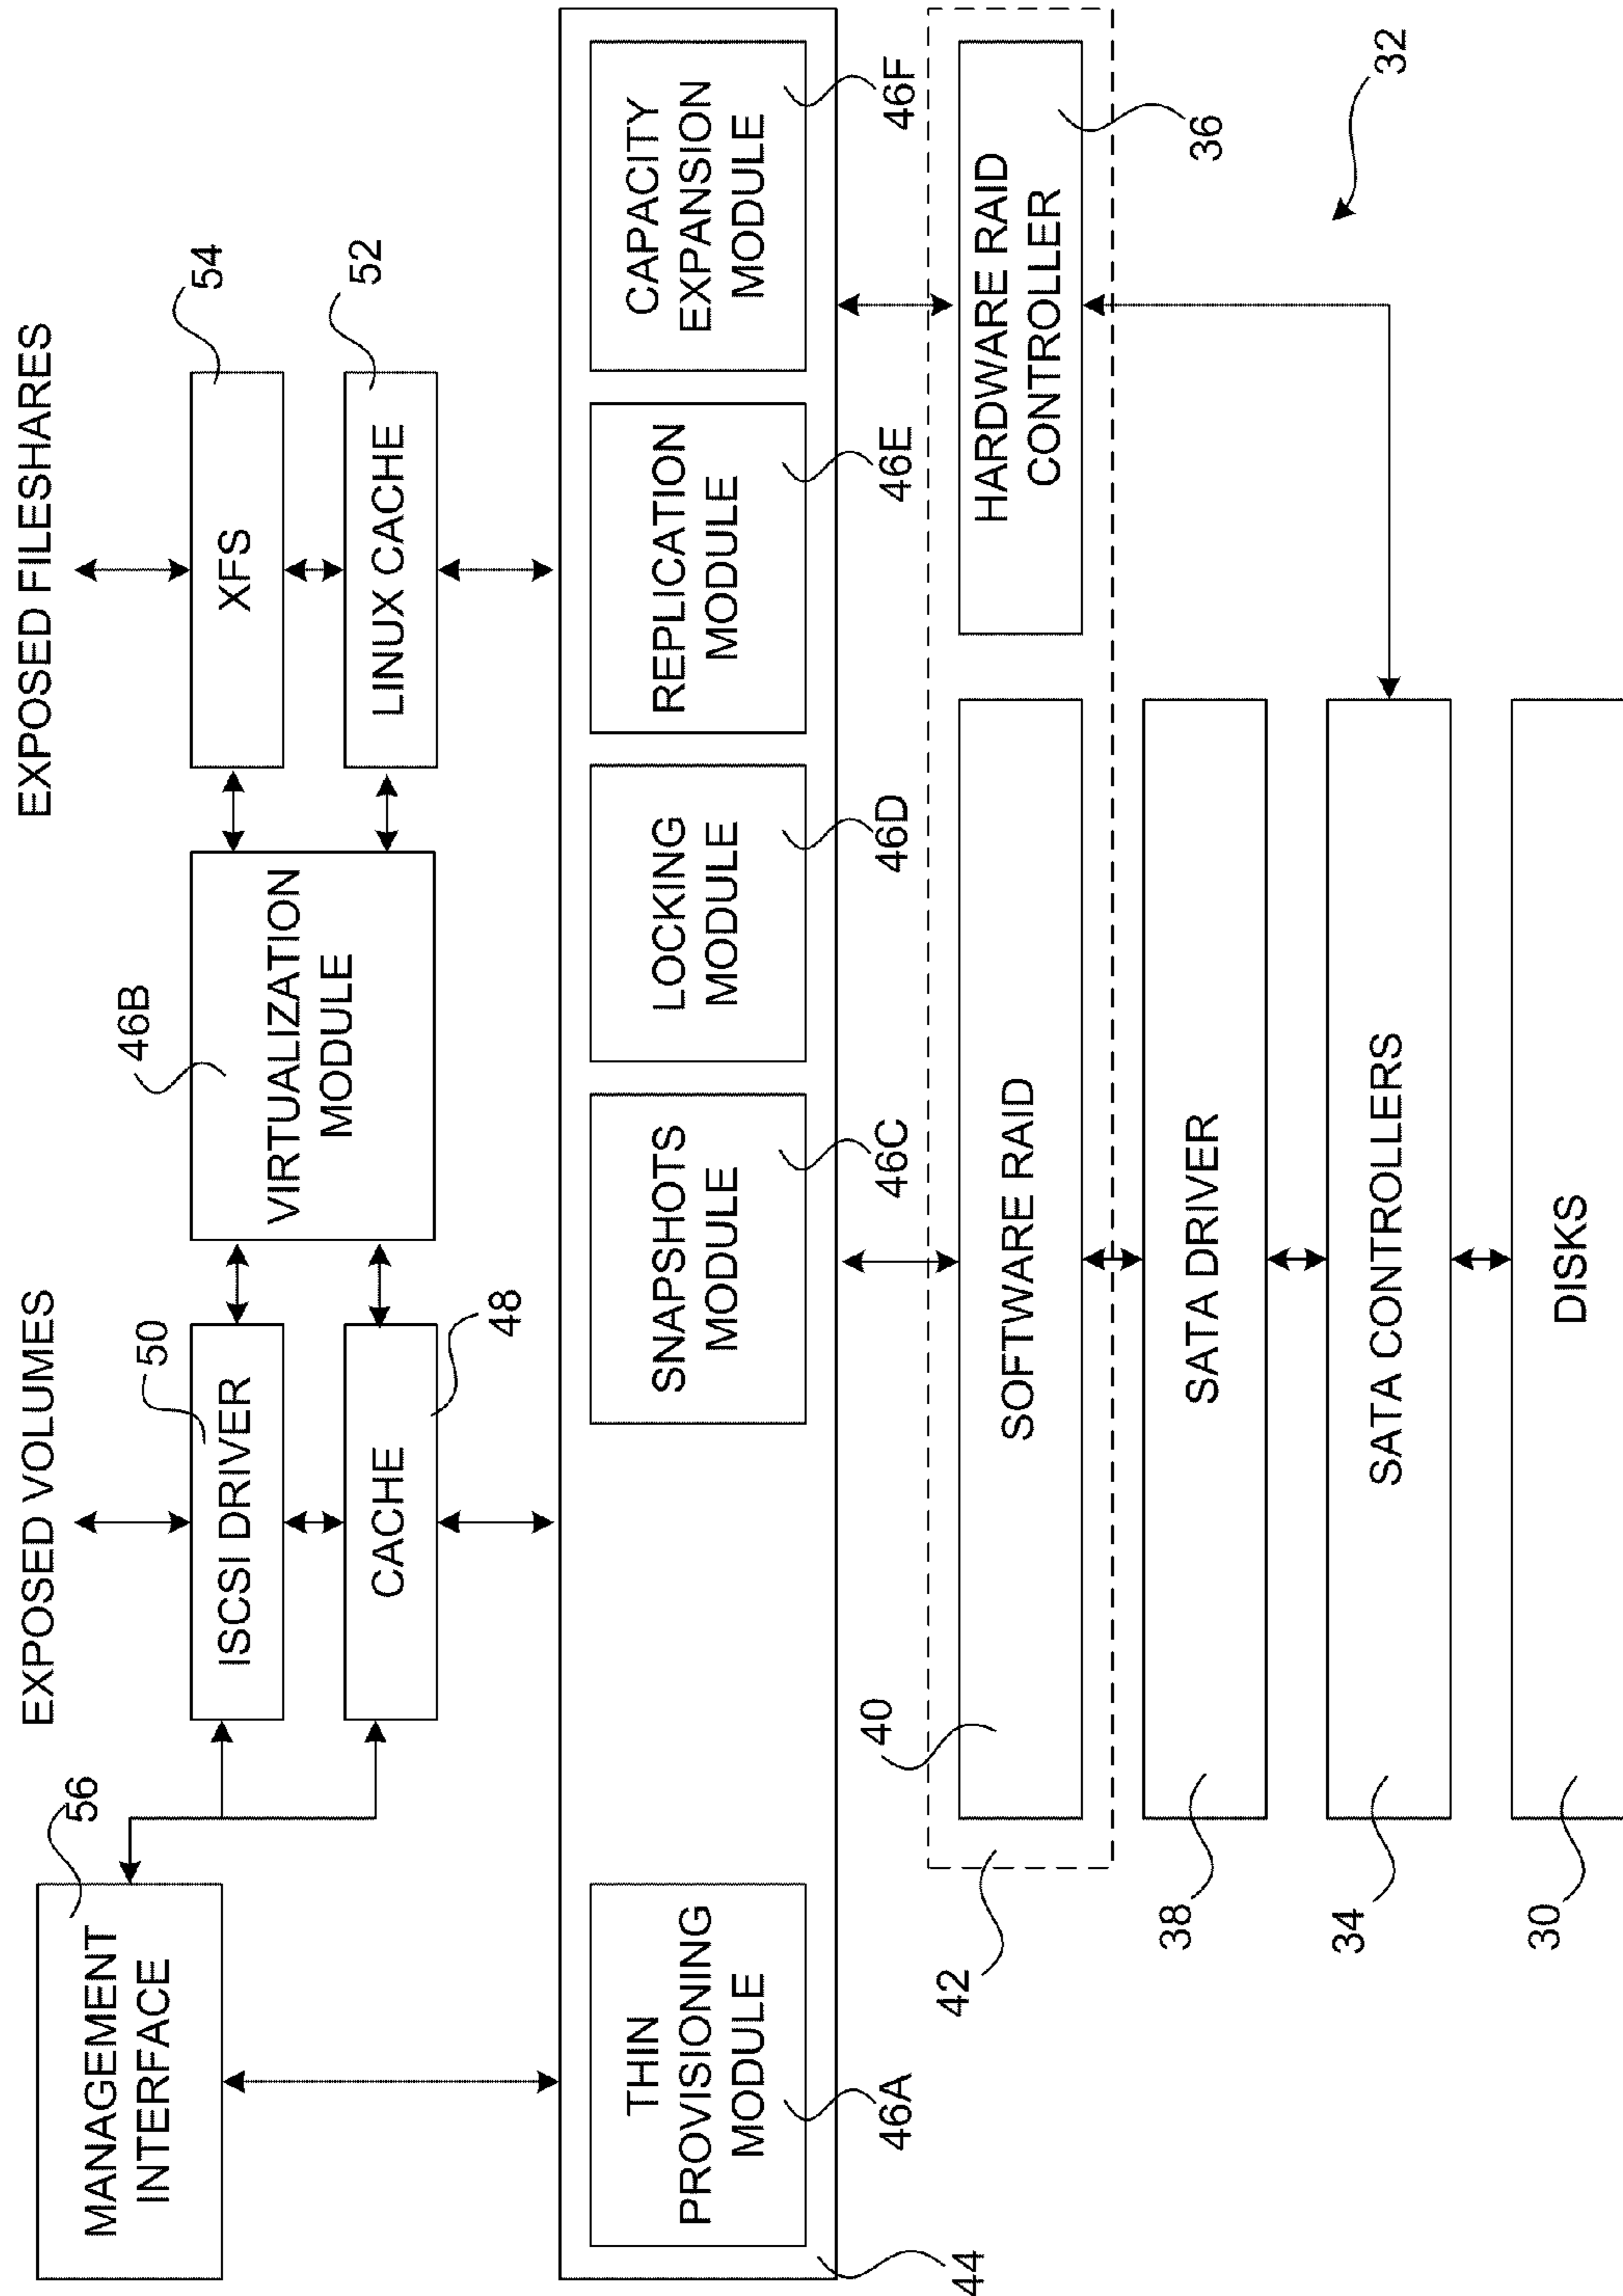 EXPOSED VOLUMES
EXPOSED FILESHARES
56
MANAGEMENT
INTERFACE
50
ISCSI DRIVER
CACHE
48
46B
VIRTUALIZATION
MODULE
54
XFS
52
LINUX CACHE
THIN
PROVISIONING
MODULE
46A
44
SNAPSHOTS
MODULE
46C
LOCKING
MODULE
46D
REPLICATION
MODULE
46E
CAPACITY
EXPANSION
MODULE
46F
40
SOFTWARE RAID
HARDWARE RAID
CONTROLLER
36
42
SATA DRIVER
38
SATA CONTROLLERS
34
DISKS
30
32